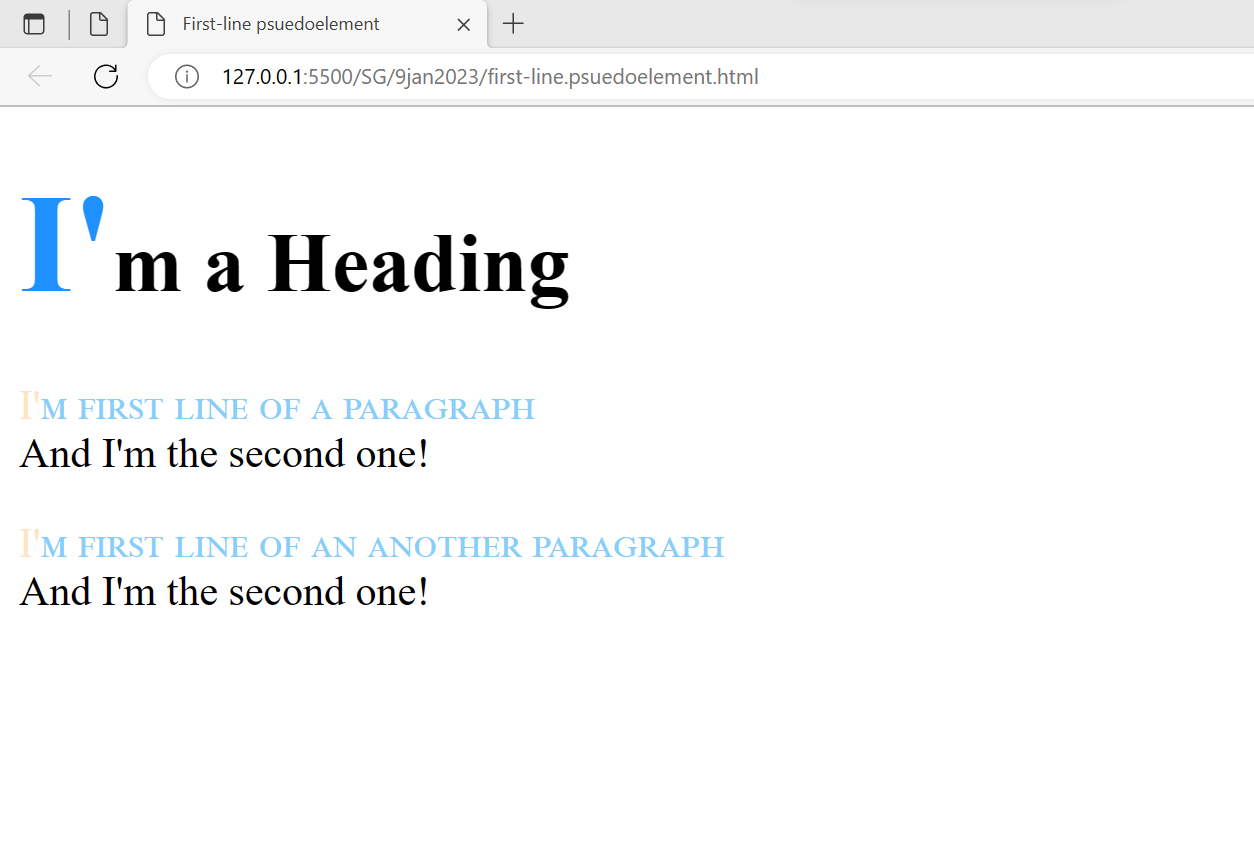 First-line psuedoelement
127.0.0.1:5500/SG/9jan2023/first-line.psuedoelement.html
I'm a Heading
I'm first line of a paragraph
And I'm the second one!
I'm first line of an another paragraph
And I'm the second one!